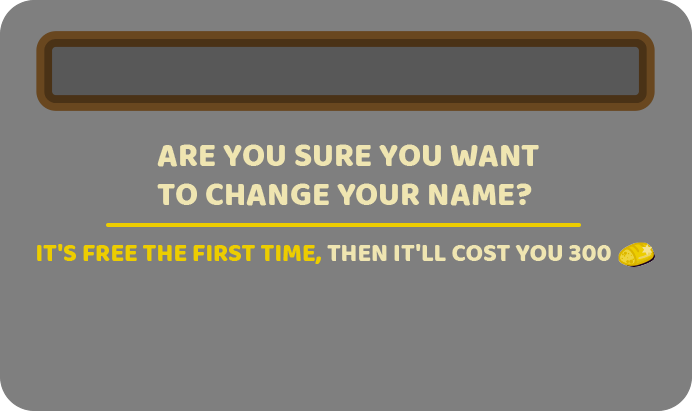 ARE YOU SURE YOU WANT
TO CHANGE YOUR NAME?
IT'S FREE THE FIRST TIME, THEN IT'LL COST YOU 300